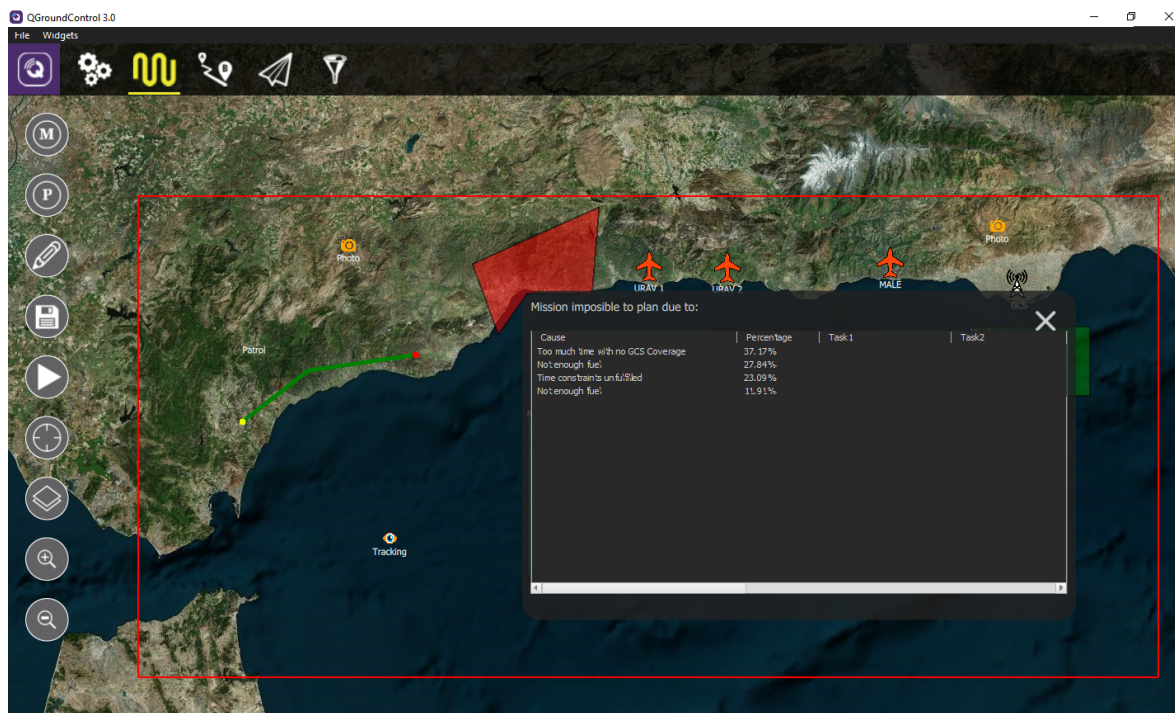 QGroundControl 3.0
File Widgets
M
P
Photo
Photo
URAV 1
URAV 2
MALE
Mission imposible to plan due to:
Cause Percentage Task1 Task2
Too much time with no GCS Coverage 37.17%
Not enough fuel 27.84%
Time constraints unfulfilled 23.09%
Not enough fuel 11.91%
Patrol
Tracking